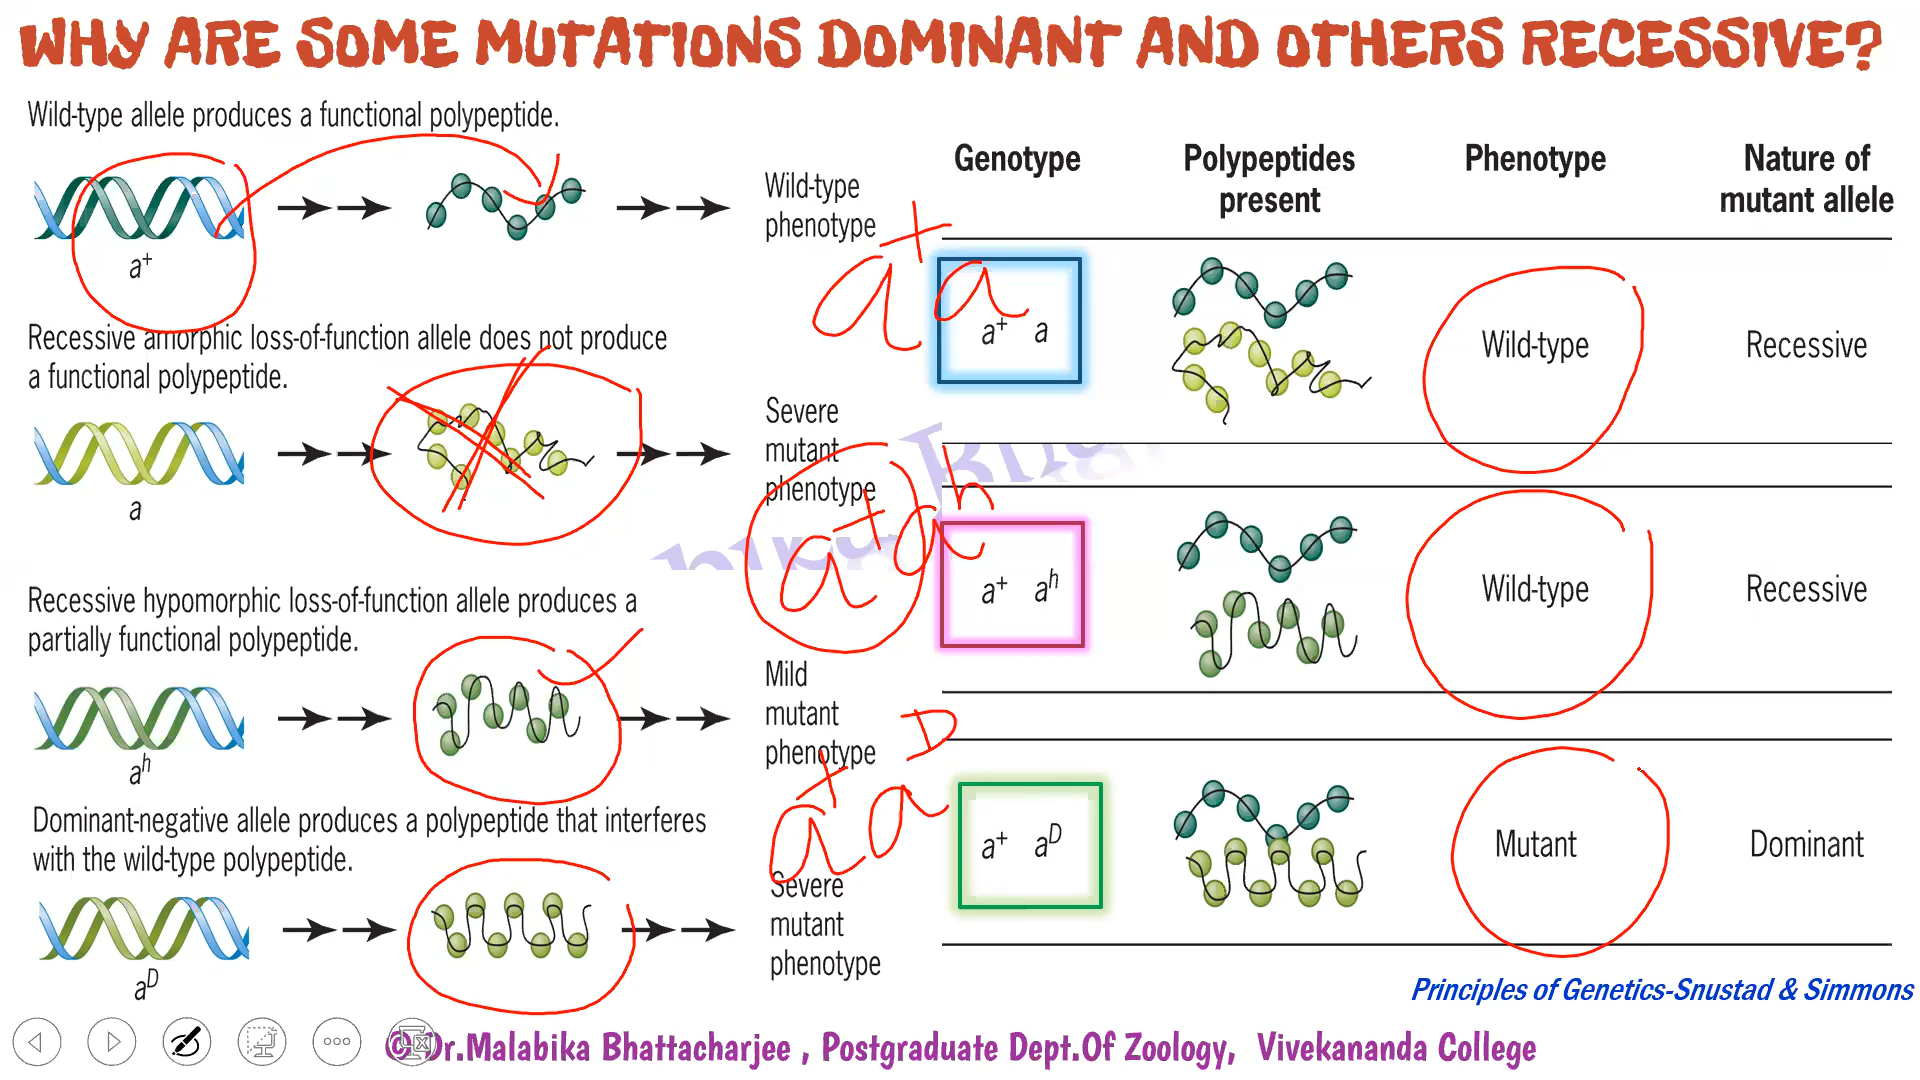 WHY ARE SOME MUTATIONS DOMINANT AND OTHERS RECESSIVE?
Wild-type allele produces a functional polypeptide.
a+
Wild-type
phenotype
Recessive amorphic loss-of-function allele does not produce
a functional polypeptide.
a
Severe
mutant
phenotype
Recessive hypomorphic loss-of-function allele produces a
partially functional polypeptide.
a^h
Mild
mutant
phenotype
Dominant-negative allele produces a polypeptide that interferes
with the wild-type polypeptide.
a^D
Severe
mutant
phenotype
a+ a
a+ a^h
a+ a^D
Genotype
Polypeptides
present
Phenotype
Nature of
mutant allele
a+ a
Wild-type
Recessive
a+ a^h
Wild-type
Recessive
a+ a^D
Mutant
Dominant
Principles of Genetics-Snustad & Simmons
© Dr.Malabika Bhattacharjee , Postgraduate Dept.Of Zoology, Vivekananda College